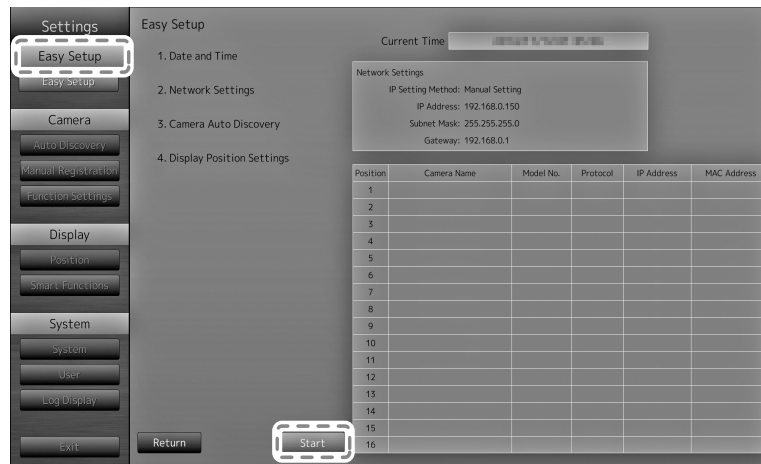 Settings
Easy Setup
Easy Setup
Camera
Auto Discovery
Manual Registration
Function Settings
Display
Position
Smart Functions
System
System
User
Log Display
Exit
Easy Setup
1. Date and Time
2. Network Settings
3. Camera Auto Discovery
4. Display Position Settings
Return
Start
Current Time
Network Settings
IP Setting Method: Manual Setting
IP Address: 192.168.0.150
Subnet Mask: 255.255.255.0
Gateway: 192.168.0.1
Position Camera Name Model No. Protocol IP Address MAC Address
1
2
3
4
5
6
7
8
9
10
11
12
13
14
15
16